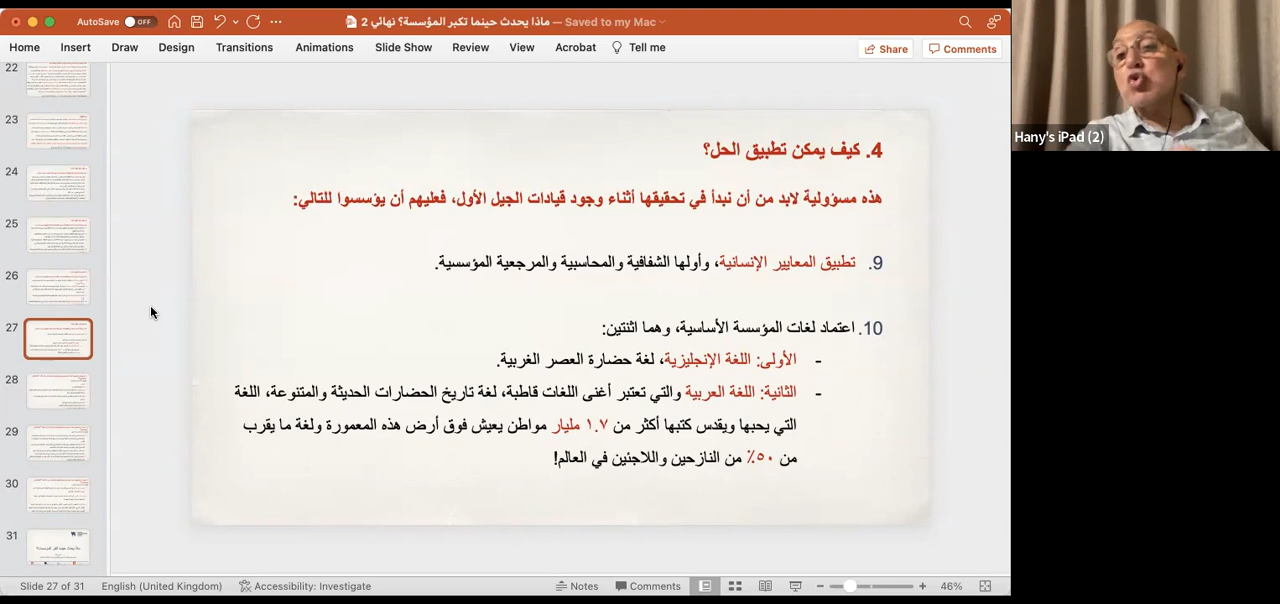 AutoSave OFF
ماذا يحدث حينما تكبر المؤسسة؟ نهائي 2 — Saved to my Mac
Home Insert Draw Design Transitions Animations Slide Show Review View Acrobat Tell me
Share Comments
22
23
24
25
26
27
28
29
30
31
4. كيف يمكن تطبيق الحل؟
هذه مسؤولية لابد من أن نبدأ في تحقيقها أثناء وجود قيادات الجيل الأول، فعليهم أن يؤسسوا للتالي:
9. تطبيق المعايير الإنسانية، وأولها الشفافية والمحاسبية والمرجعية المؤسسية.
10. اعتماد لغات المؤسسة الأساسية، وهما اثنتين:
- الأولى: اللغة الإنجليزية، لغة حضارة العصر الغربية.
- الثانية: اللغة العربية والتي تعتبر أغنى اللغات قاطبة، لغة تاريخ الحضارات الحديثة والمتنوعة، اللغة
التي يحبها ويقدس كتبها أكثر من ١.٧ مليار مواطن يعيش فوق أرض هذه المعمورة ولغة ما يقرب
من ٥٠٪ من النازحين واللاجئين في العالم!
Hany's iPad (2)
Slide 27 of 31 English (United Kingdom) Accessibility: Investigate Notes Comments 46%